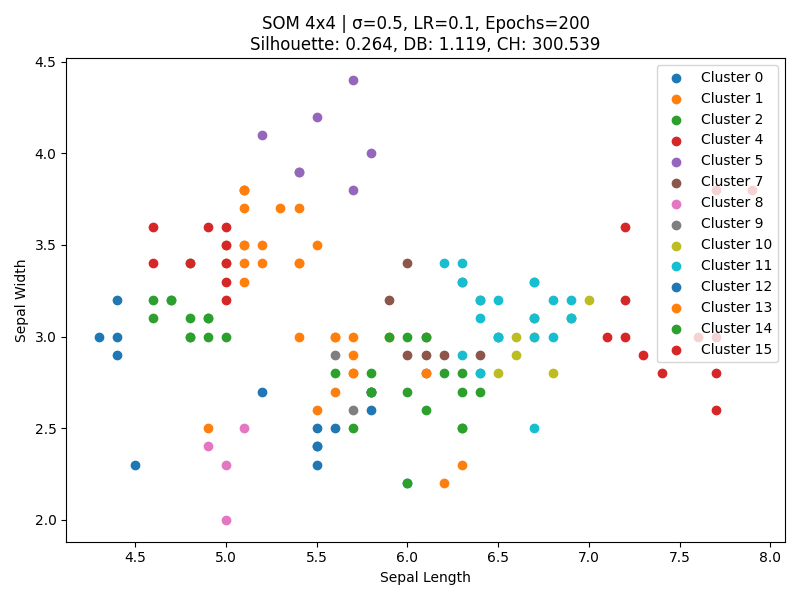 SOM 4x4 | σ=0.5, LR=0.1, Epochs=200
Silhouette: 0.264, DB: 1.119, CH: 300.539
Sepal Width
4.5
4.0
3.5
3.0
2.5
2.0
Cluster 0
Cluster 1
Cluster 2
Cluster 4
Cluster 5
Cluster 7
Cluster 8
Cluster 9
Cluster 10
Cluster 11
Cluster 12
Cluster 13
Cluster 14
Cluster 15
4.5 5.0 5.5 6.0 6.5 7.0 7.5 8.0
Sepal Length